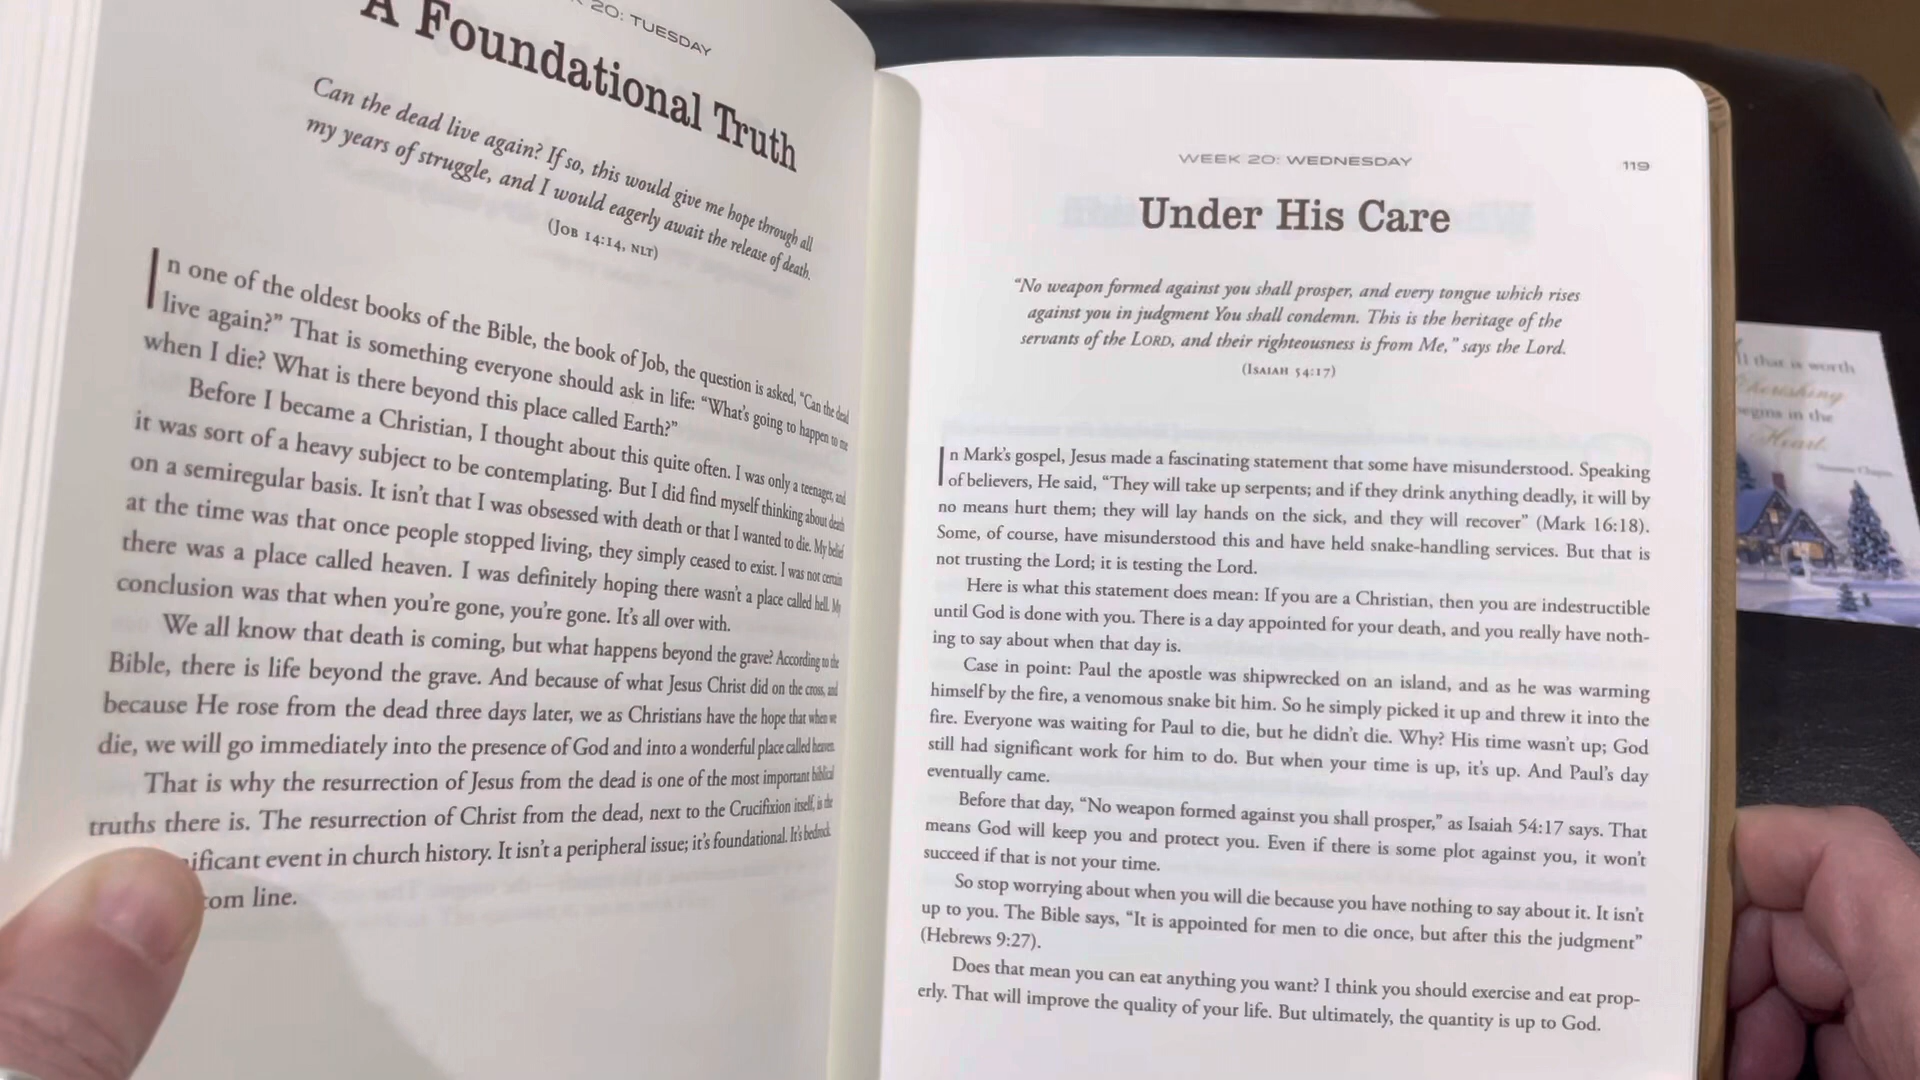 20: TUESDAY
A Foundational Truth
Can the dead live again? If so, this would give me hope through all
my years of struggle, and I would eagerly await the release of death.
(JOB 14:14, NLT)
In one of the oldest books of the Bible, the book of Job, the question is asked, “Can the dead
live again?” That is something everyone should ask in life: “What’s going to happen to me
when I die? What is there beyond this place called Earth?”
Before I became a Christian, I thought about this quite often. I was only a teenager, and
it was sort of a heavy subject to be contemplating. But I did find myself thinking about death
on a semiregular basis. It isn’t that I was obsessed with death or that I wanted to die. My belief
at the time was that once people stopped living, they simply ceased to exist. I was not certain
there was a place called heaven. I was definitely hoping there wasn’t a place called hell. My
conclusion was that when you’re gone, you’re gone. It’s all over with.
We all know that death is coming, but what happens beyond the grave? According to the
Bible, there is life beyond the grave. And because of what Jesus Christ did on the cross, and
because He rose from the dead three days later, we as Christians have the hope that when we
die, we will go immediately into the presence of God and into a wonderful place called heaven.
That is why the resurrection of Jesus from the dead is one of the most important biblical
truths there is. The resurrection of Christ from the dead, next to the Crucifixion itself, is the
ificant event in church history. It isn’t a peripheral issue; it’s foundational. It’s bedrock.
tom line.
WEEK 20: WEDNESDAY
119
Under His Care
“No weapon formed against you shall prosper, and every tongue which rises
against you in judgment You shall condemn. This is the heritage of the
servants of the LORD, and their righteousness is from Me,” says the Lord.
(ISAIAH 54:17)
In Mark’s gospel, Jesus made a fascinating statement that some have misunderstood. Speaking
of believers, He said, “They will take up serpents; and if they drink anything deadly, it will by
no means hurt them; they will lay hands on the sick, and they will recover” (Mark 16:18).
Some, of course, have misunderstood this and have held snake-handling services. But that is
not trusting the Lord; it is testing the Lord.
Here is what this statement does mean: If you are a Christian, then you are indestructible
until God is done with you. There is a day appointed for your death, and you really have noth-
ing to say about when that day is.
Case in point: Paul the apostle was shipwrecked on an island, and as he was warming
himself by the fire, a venomous snake bit him. So he simply picked it up and threw it into the
fire. Everyone was waiting for Paul to die, but he didn’t die. Why? His time wasn’t up; God
still had significant work for him to do. But when your time is up, it’s up. And Paul’s day
eventually came.
Before that day, “No weapon formed against you shall prosper,” as Isaiah 54:17 says. That
means God will keep you and protect you. Even if there is some plot against you, it won’t
succeed if that is not your time.
So stop worrying about when you will die because you have nothing to say about it. It isn’t
up to you. The Bible says, “It is appointed for men to die once, but after this the judgment”
(Hebrews 9:27).
Does that mean you can eat anything you want? I think you should exercise and eat prop-
erly. That will improve the quality of your life. But ultimately, the quantity is up to God.
that is worth
Cherishing
begins in the
Heart.